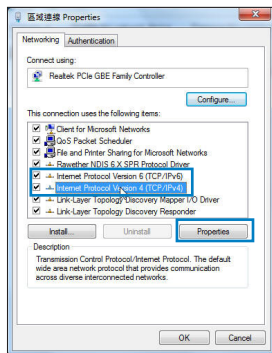 區域連線 Properties
Networking Authentication
Connect using:
Realtek PCIe GBE Family Controller
Configure...
This connection uses the following items:
Client for Microsoft Networks
QoS Packet Scheduler
File and Printer Sharing for Microsoft Networks
Rawether NDIS 6.X SPR Protocol Driver
Internet Protocol Version 6 (TCP/IPv6)
Internet Protocol Version 4 (TCP/IPv4)
Link-Layer Topology Discovery Mapper I/O Driver
Link-Layer Topology Discovery Responder
Install... Uninstall Properties
Description
Transmission Control Protocol/Internet Protocol. The default
wide area network protocol that provides communication
across diverse interconnected networks.
OK Cancel